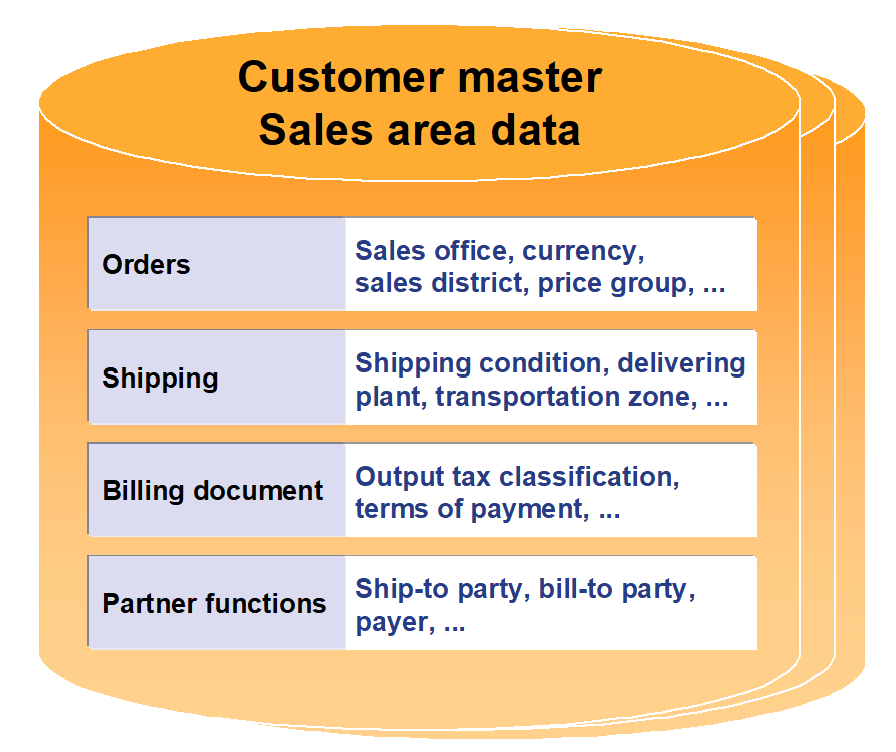 Customer master
Sales area data
Orders
Sales office, currency,
sales district, price group, ...
Shipping
Shipping condition, delivering
plant, transportation zone, ...
Billing document
Output tax classification,
terms of payment, ...
Partner functions
Ship-to party, bill-to party,
payer, ...